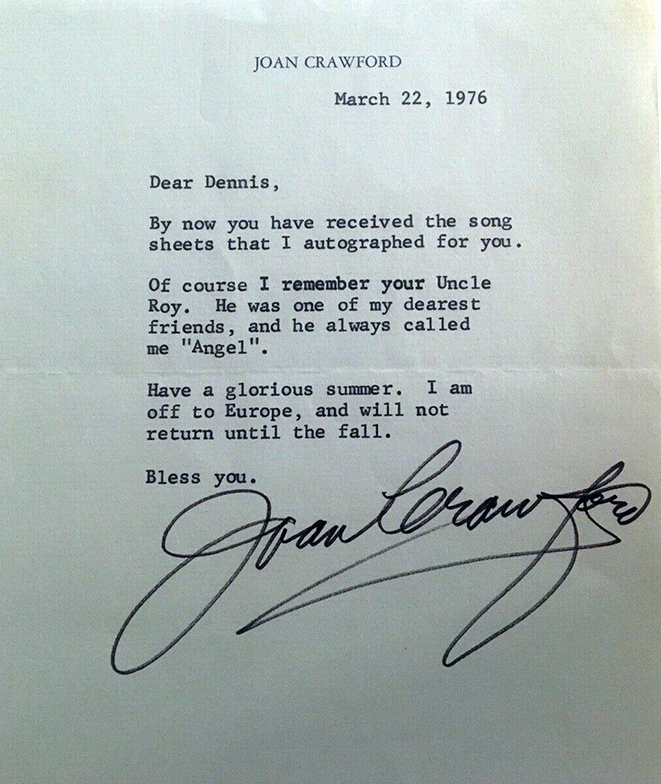 JOAN CRAWFORD
March 22, 1976
Dear Dennis,
By now you have received the song
sheets that I autographed for you.
Of course I remember your Uncle
Roy. He was one of my dearest
friends, and he always called
me "Angel".
Have a glorious summer. I am
off to Europe, and will not
return until the fall.
Bless you.
Joan Crawford